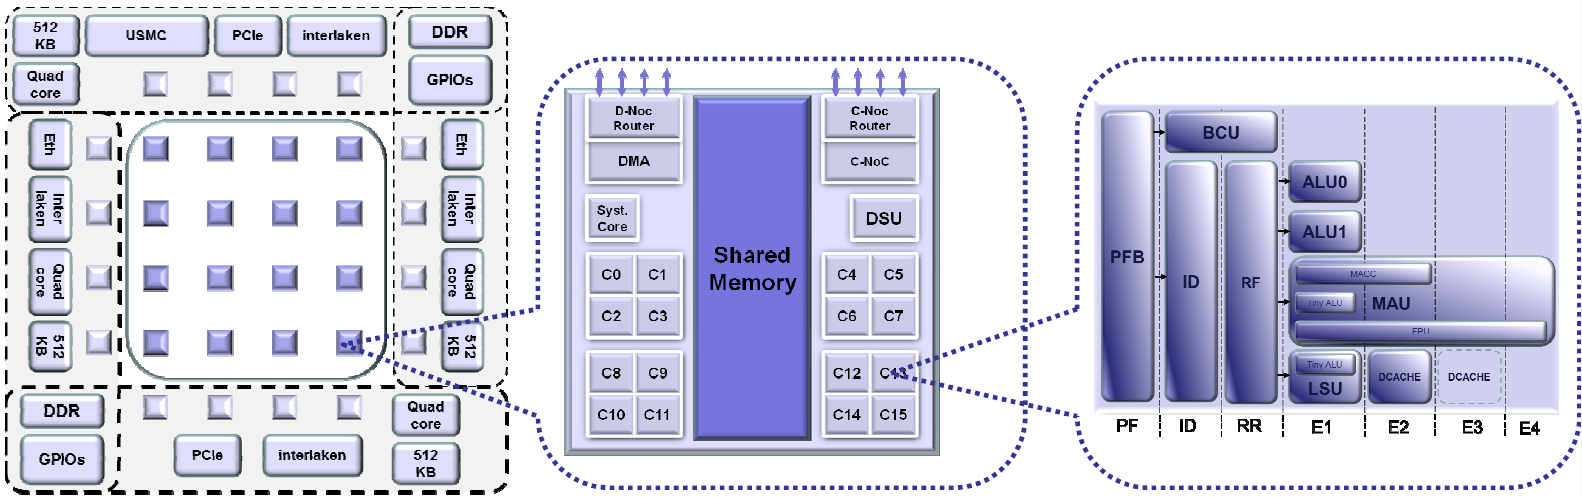 512
KB
USMC
PCIe
interlaken
DDR
Quad
core
GPIOs
Eth
Inter
laken
Quad
core
512
KB
Eth
Inter
laken
Quad
core
512
KB
DDR
GPIOs
PCIe
interlaken
Quad
core
512
KB
D-Noc
Router
DMA
Syst.
Core
C0
C1
C2
C3
C8
C9
C10
C11
Shared
Memory
C-Noc
Router
C-NoC
DSU
C4
C5
C6
C7
C12
C13
C14
C15
PFB
BCU
ID
RF
ALU0
ALU1
MACC
Tiny ALU
MAU
FPU
Tiny ALU
LSU
DCACHE
DCACHE
PF
ID
RR
E1
E2
E3
E4